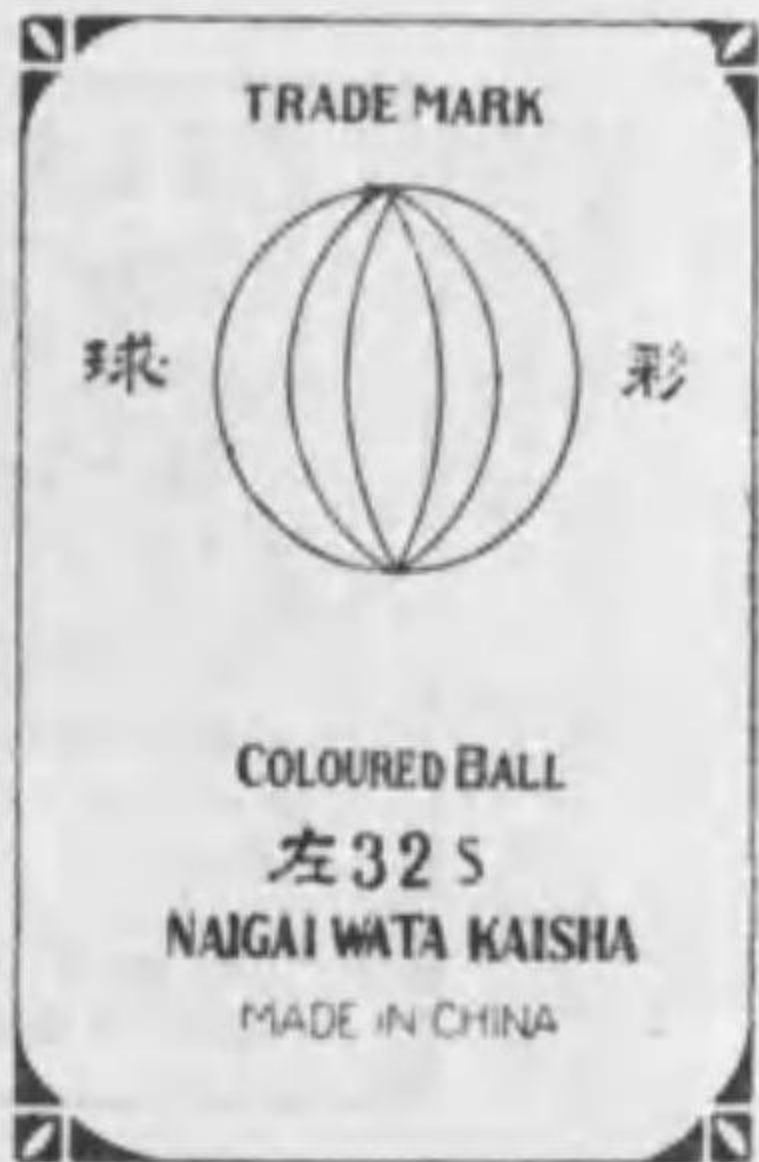 TRADE MARK
彩球
COLOURED BALL
左32S
NAIGAI WATA KAISHA
MADE IN CHINA